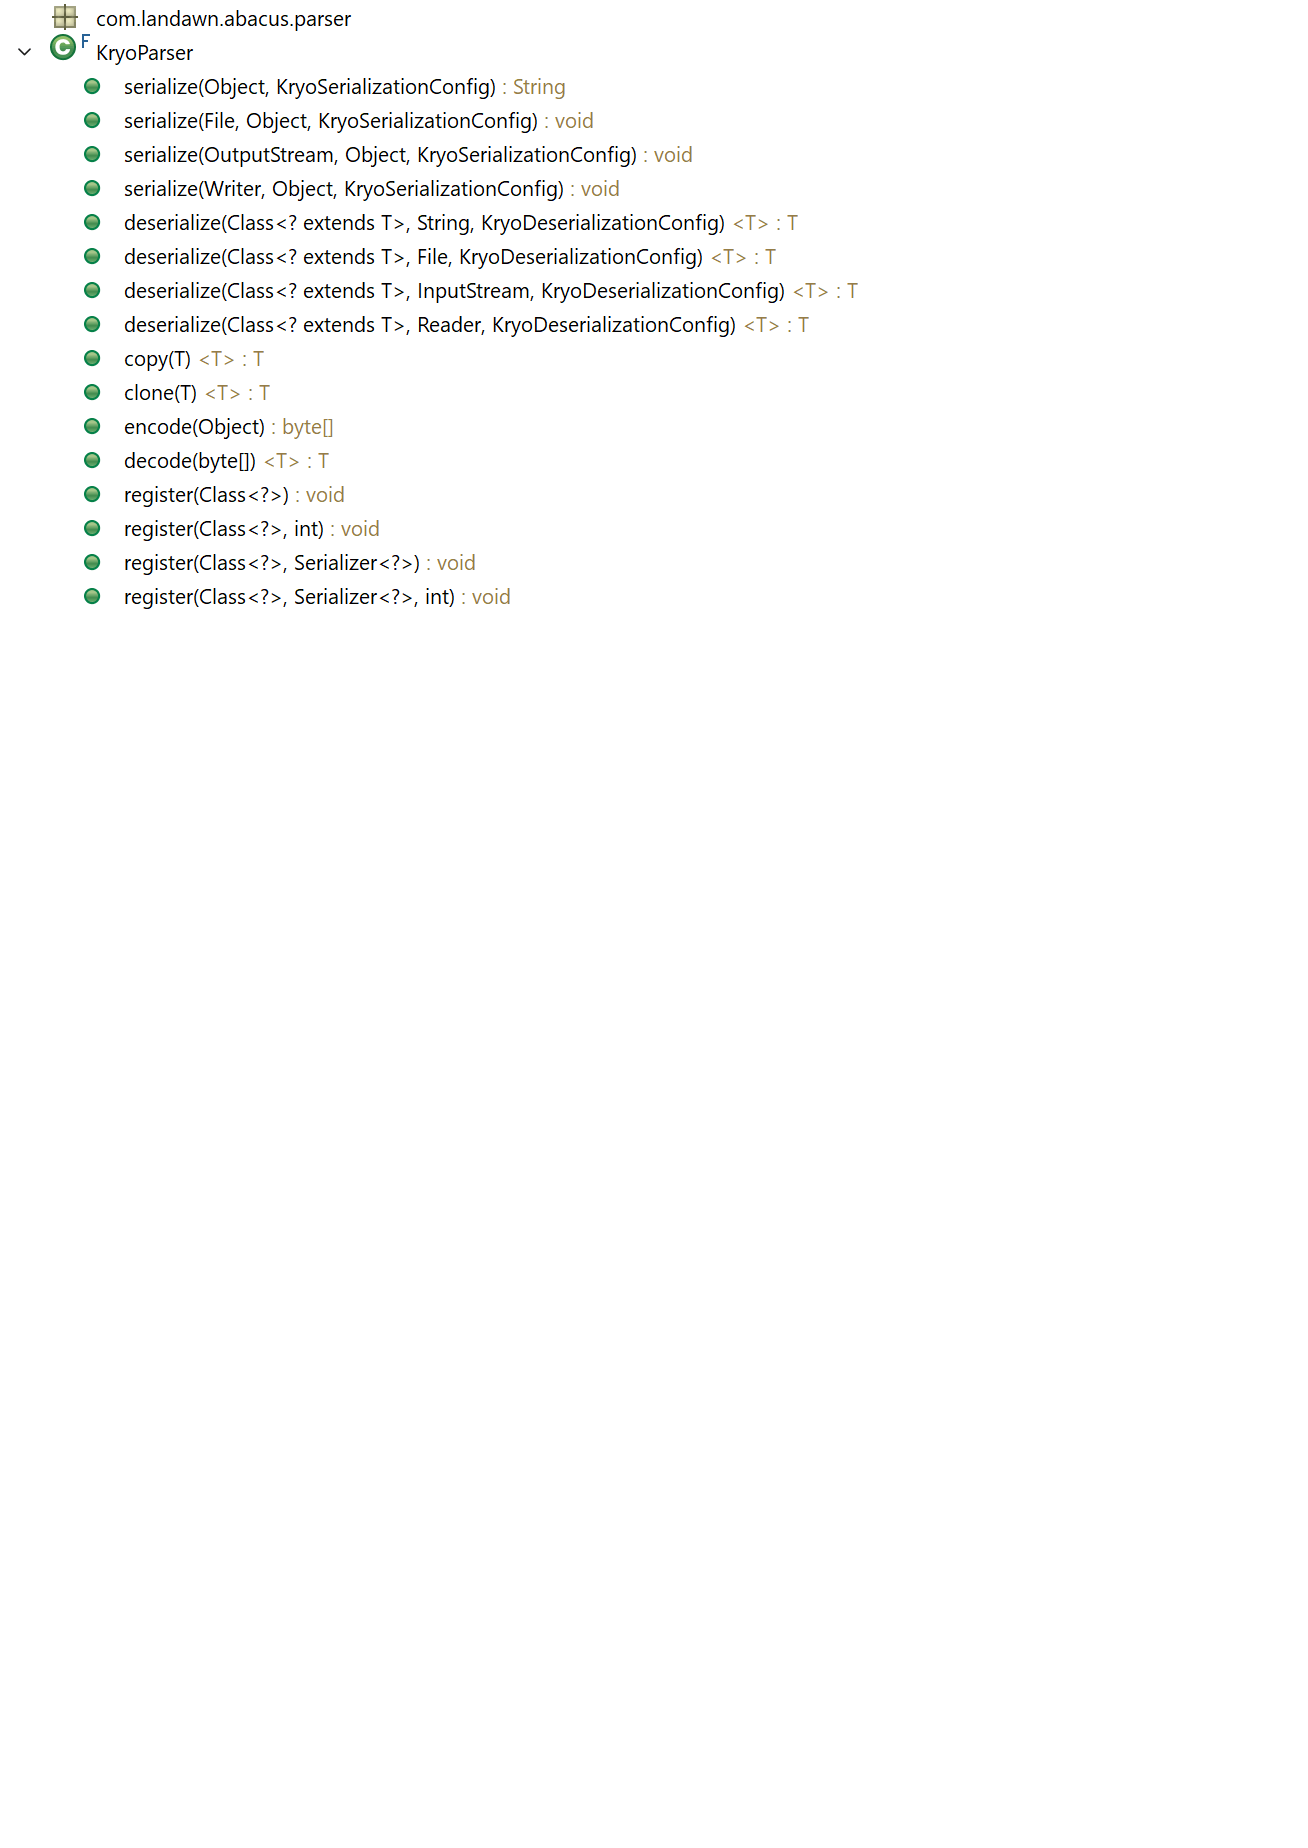 com.landawn.abacus.parser
C F KryoParser
serialize(Object, KryoSerializationConfig) : String
serialize(File, Object, KryoSerializationConfig) : void
serialize(OutputStream, Object, KryoSerializationConfig) : void
serialize(Writer, Object, KryoSerializationConfig) : void
deserialize(Class<? extends T>, String, KryoDeserializationConfig) <T> : T
deserialize(Class<? extends T>, File, KryoDeserializationConfig) <T> : T
deserialize(Class<? extends T>, InputStream, KryoDeserializationConfig) <T> : T
deserialize(Class<? extends T>, Reader, KryoDeserializationConfig) <T> : T
copy(T) <T> : T
clone(T) <T> : T
encode(Object) : byte[]
decode(byte[]) <T> : T
register(Class<?>) : void
register(Class<?>, int) : void
register(Class<?>, Serializer<?>) : void
register(Class<?>, Serializer<?>, int) : void